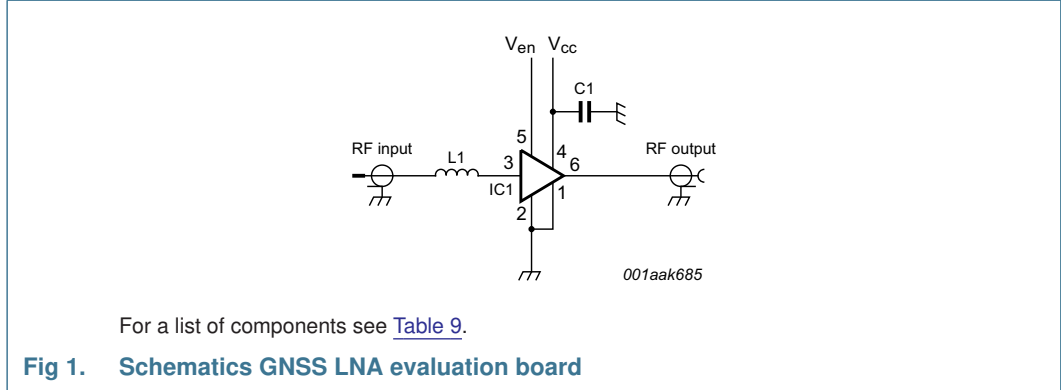 Ven Vcc
C1
5
RF input
L1
3
4
6
RF output
IC1
1
2
001aak685
For a list of components see Table 9.
Fig 1. Schematics GNSS LNA evaluation board